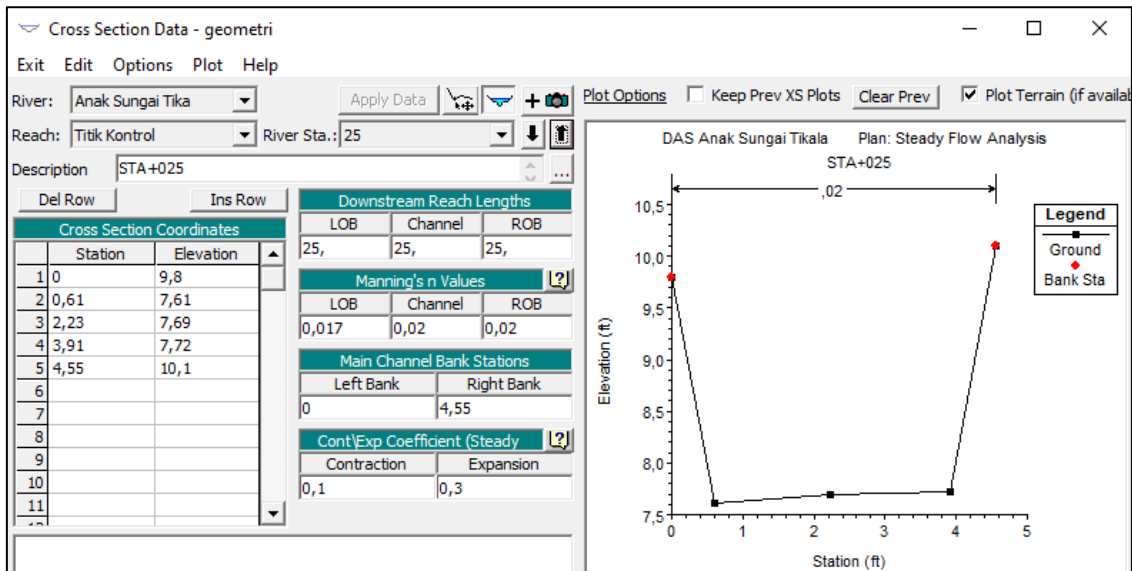 Cross Section Data - geometri
Exit Edit Options Plot Help
River: Anak Sungai Tika Apply Data
Reach: Titik Kontrol River Sta.: 25
Description STA+025 ...
Del Row Ins Row
Cross Section Coordinates
Station Elevation
1 0 9,8
2 0,61 7,61
3 2,23 7,69
4 3,91 7,72
5 4,55 10,1
6
7
8
9
10
11
Downstream Reach Lengths
LOB Channel ROB
25, 25, 25,
Manning's n Values
LOB Channel ROB
0,017 0,02 0,02
Main Channel Bank Stations
Left Bank Right Bank
0 4,55
Cont\Exp Coefficient (Steady
Contraction Expansion
0,1 0,3
Plot Options Keep Prev XS Plots Clear Prev Plot Terrain (if availab
DAS Anak Sungai Tikala Plan: Steady Flow Analysis
STA+025
,02
10,5
10,0
9,5
9,0
8,5
8,0
7,5
Elevation (ft)
0 1 2 3 4 5
Station (ft)
Legend
Ground
Bank Sta